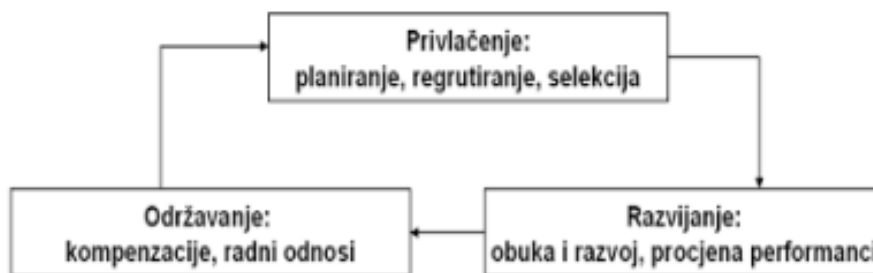 Privlačenje:
planiranje, regrutiranje, selekcija
Održavanje:
kompenzacije, radni odnosi
Razvijanje:
obuka i razvoj, procjena performanci